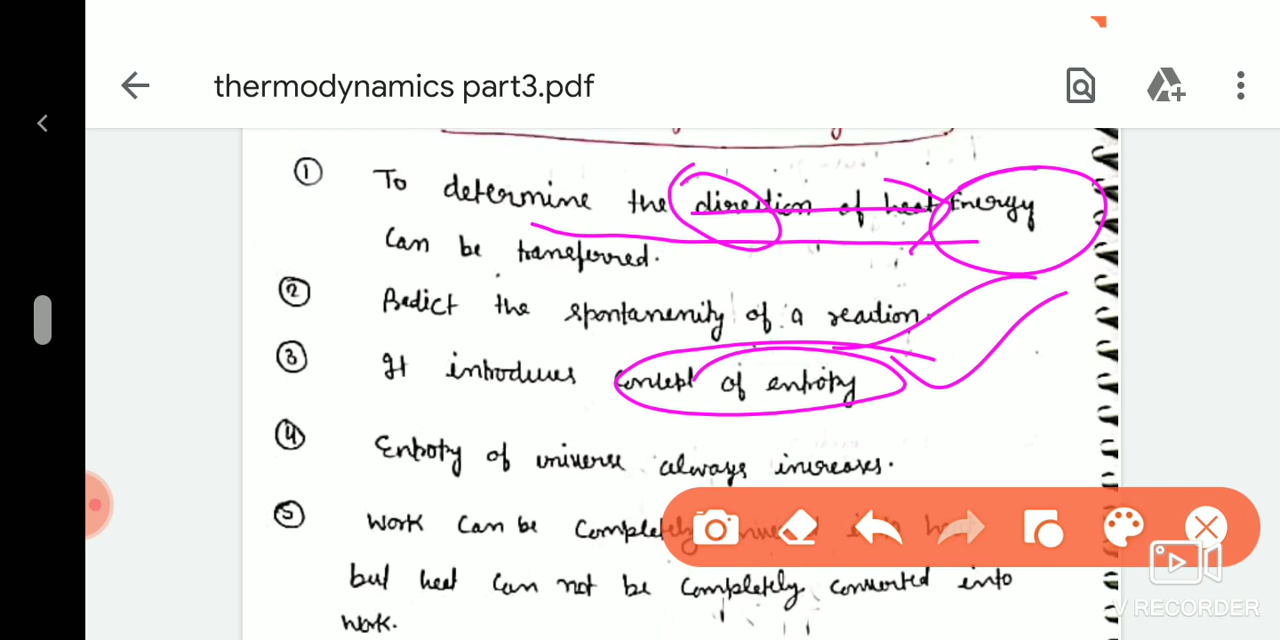 thermodynamics part3.pdf
① To determine the direction of heat Energy
can be transferred.
② Predict the spontanenity of a reaction.
③ It introduces concept of entropy
④ Entropy of universe always increases.
⑤ Work can be completely
but heat can not be completely converted into
work.
V RECORDER